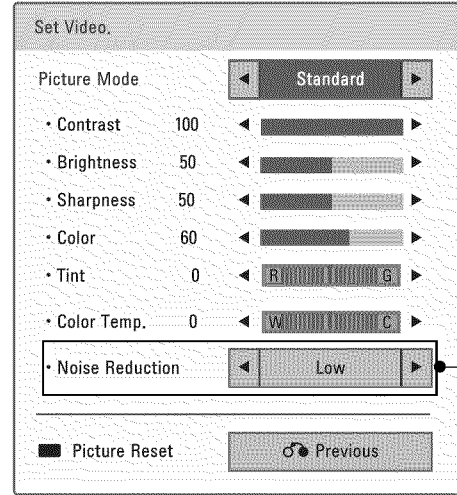 Set Video.
Picture Mode Standard
• Contrast 100
• Brightness 50
• Sharpness 50
• Color 60
• Tint 0 R G
• Color Temp. 0 W C
• Noise Reduction Low
Picture Reset Previous